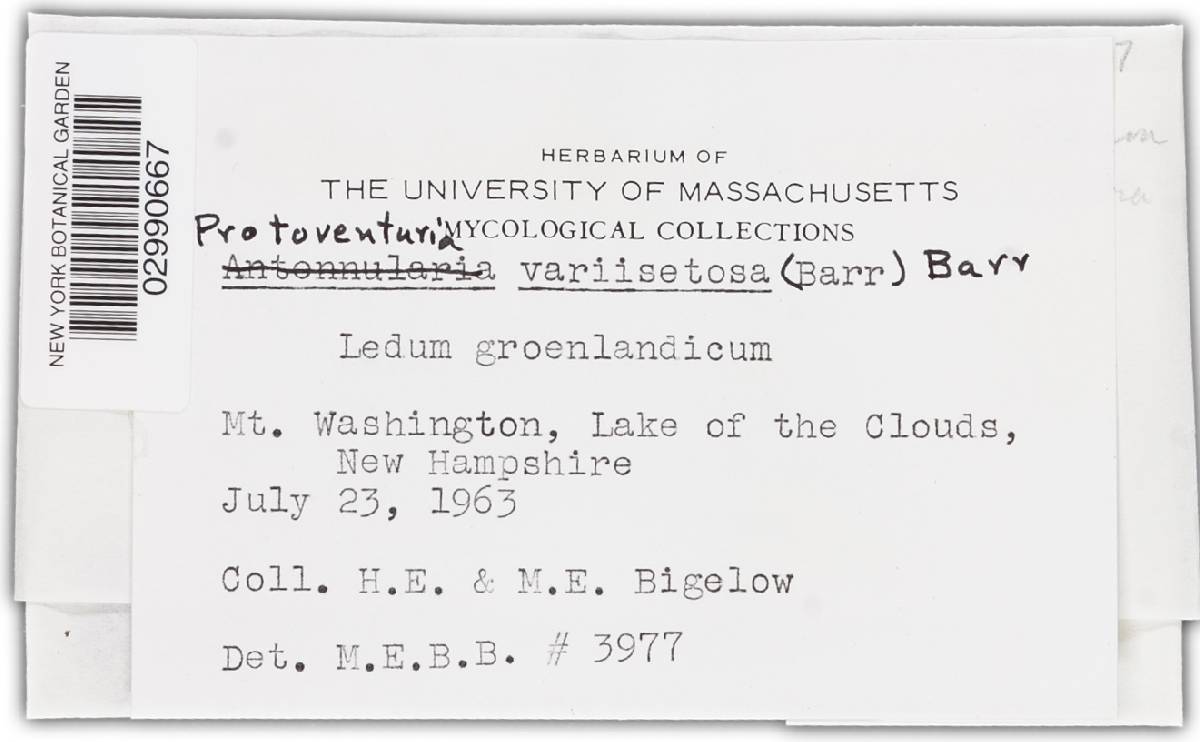 NEW YORK BOTANICAL GARDEN
02990667
HERBARIUM OF
THE UNIVERSITY OF MASSACHUSETTS
MYCOLOGICAL COLLECTIONS
Protoventuria
Antennularia variisetosa (Barr) Barr
Ledum groenlandicum
Mt. Washington, Lake of the Clouds,
New Hampshire
July 23, 1963
Coll. H.E. & M.E. Bigelow
Det. M.E.B.B. # 3977